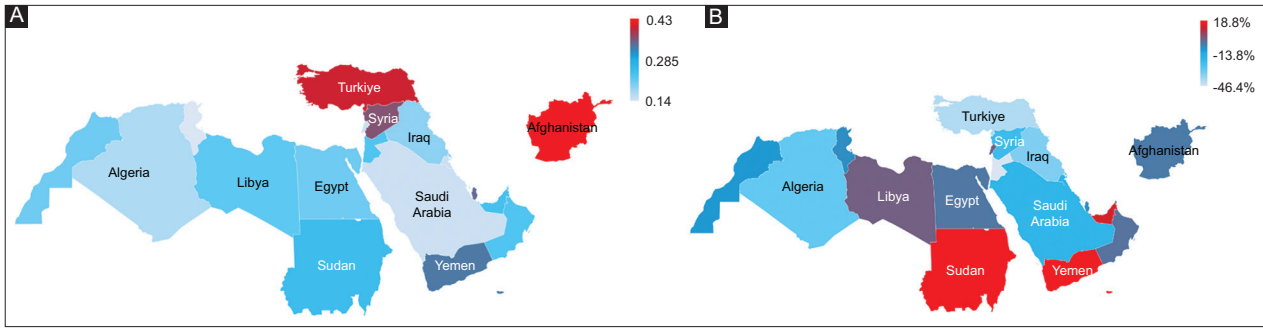 A
0.43
0.285
0.14
Turkiye
Syria
Iraq
Afghanistan
Algeria
Libya
Egypt
Saudi
Arabia
Sudan
Yemen
B
18.8%
-13.8%
-46.4%
Turkiye
Syria
Iraq
Afghanistan
Algeria
Libya
Egypt
Saudi
Arabia
Sudan
Yemen